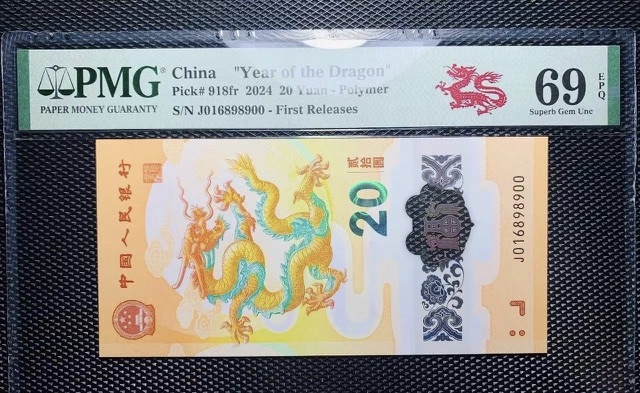 PMG
PAPER MONEY GUARANTY
China "Year of the Dragon"
Pick# 918fr 2024 20 Yuan - Polymer
S/N J016898900 - First Releases
69 EPQ
Superb Gem Unc
中国人民银行
贰拾圆
20
J016898900